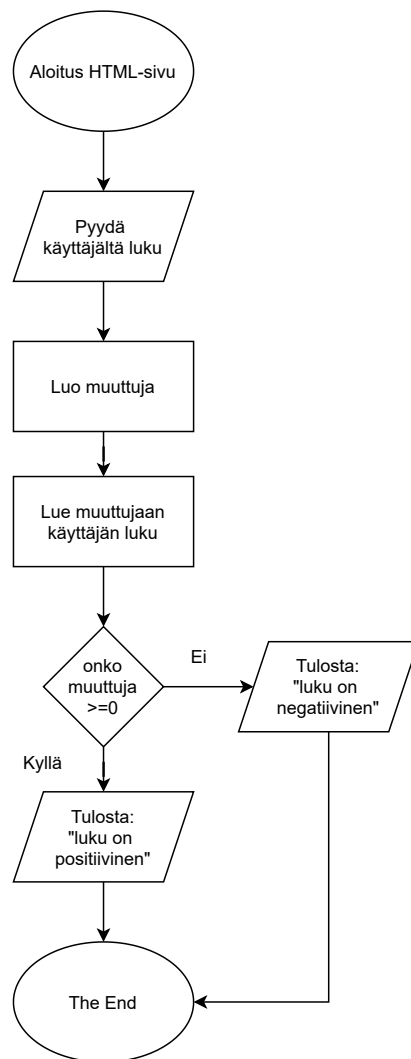 Aloitus HTML-sivu
Pyydä
käyttäjältä luku
Luo muuttuja
Lue muuttujaan
käyttäjän luku
onko
muuttuja
>=0
Ei
Tulosta:
"luku on
negatiivinen"
Kyllä
Tulosta:
"luku on
positiivinen"
The End